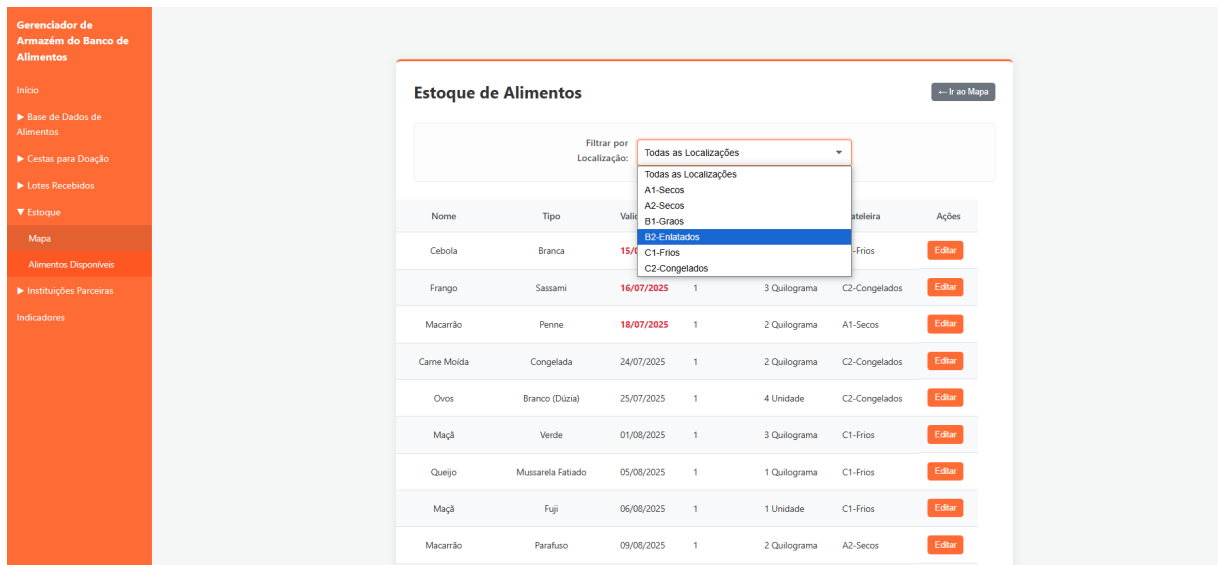 Gerenciador de
Armazém do Banco de
Alimentos
Início
▶ Base de Dados de
Alimentos
▶ Cestas para Doação
▶ Lotes Recebidos
▼ Estoque
Mapa
Alimentos Disponíveis
▶ Instituições Parceiras
Indicadores
Estoque de Alimentos
← Ir ao Mapa
Filtrar por
Localização:
Todas as Localizações
Todas as Localizações
A1-Secos
A2-Secos
B1-Graos
B2-Enlatados
C1-Frios
C2-Congelados
Nome Tipo Ações
Cebola Branca -Frios Editar
Frango Sassami 16/07/2025 1 3 Quilograma C2-Congelados Editar
Macarrão Penne 18/07/2025 1 2 Quilograma A1-Secos Editar
Carne Moída Congelada 24/07/2025 1 2 Quilograma C2-Congelados Editar
Ovos Branco (Dúzia) 25/07/2025 1 4 Unidade C2-Congelados Editar
Maçã Verde 01/08/2025 1 3 Quilograma C1-Frios Editar
Queijo Mussarela Fatiado 05/08/2025 1 1 Quilograma C1-Frios Editar
Maçã Fuji 06/08/2025 1 1 Unidade C1-Frios Editar
Macarrão Parafuso 09/08/2025 1 2 Quilograma A2-Secos Editar